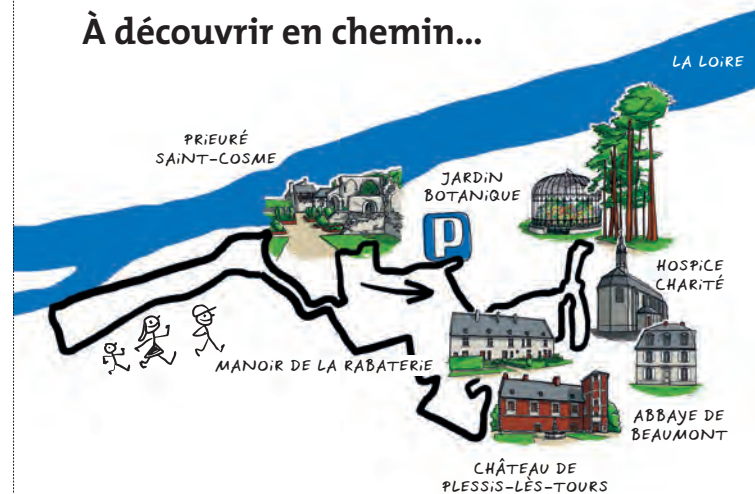 À découvrir en chemin...
LA LOIRE
PRiEURÉ
SAiNT-COSME
JARDiN
BOTANiQUE
P
HOSPiCE
CHARiTÉ
MANOiR DE LA RABATERiE
ABBAYE DE
BEAUMONT
CHÂTEAU DE
PLESSiS-LÈS-TOURS